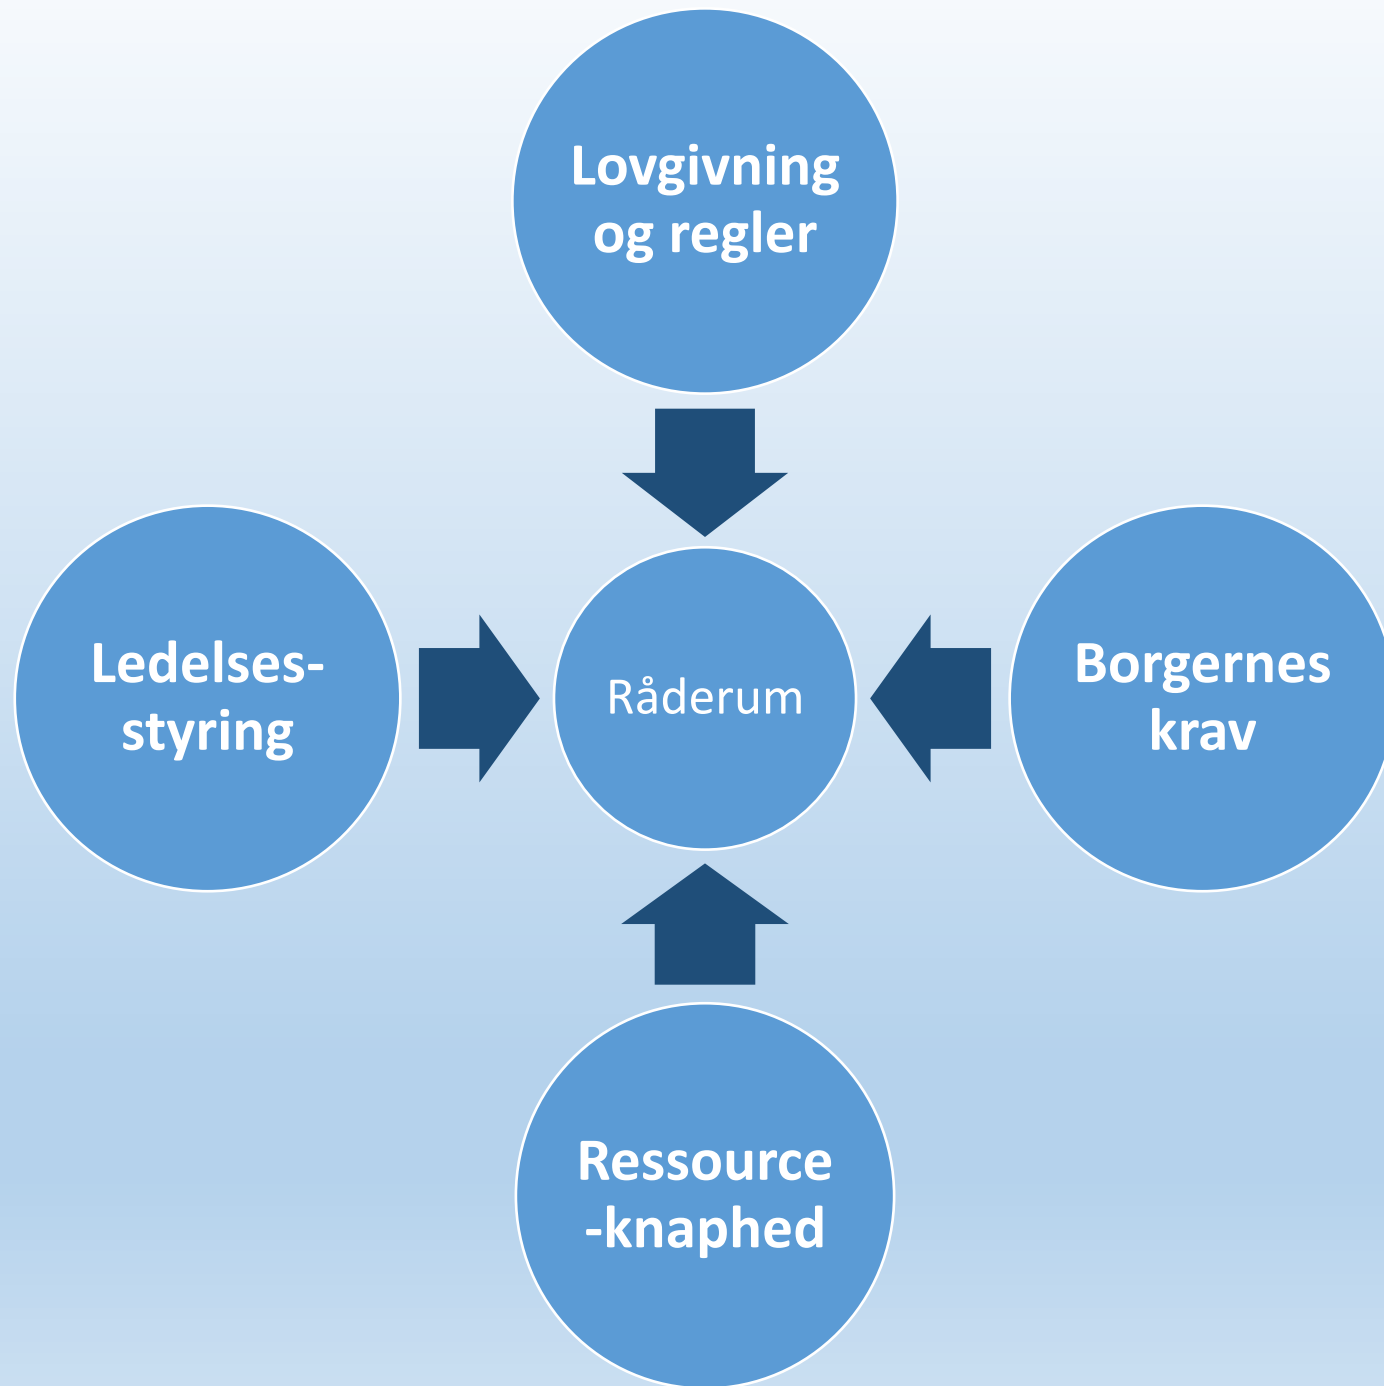 Lovgivning
og regler
Ledelses-
styring
Råderum
Borgernes
krav
Ressource
-knaphed